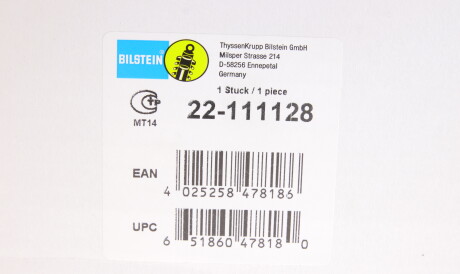 BILSTEIN
ThyssenKrupp Bilstein GmbH
Milsper Strasse 214
D-58256 Ennepetal
Germany
1 Stuck / 1 piece
22-111128
MT14
EAN
4 025258 478186
UPC
6 51860 47818 0